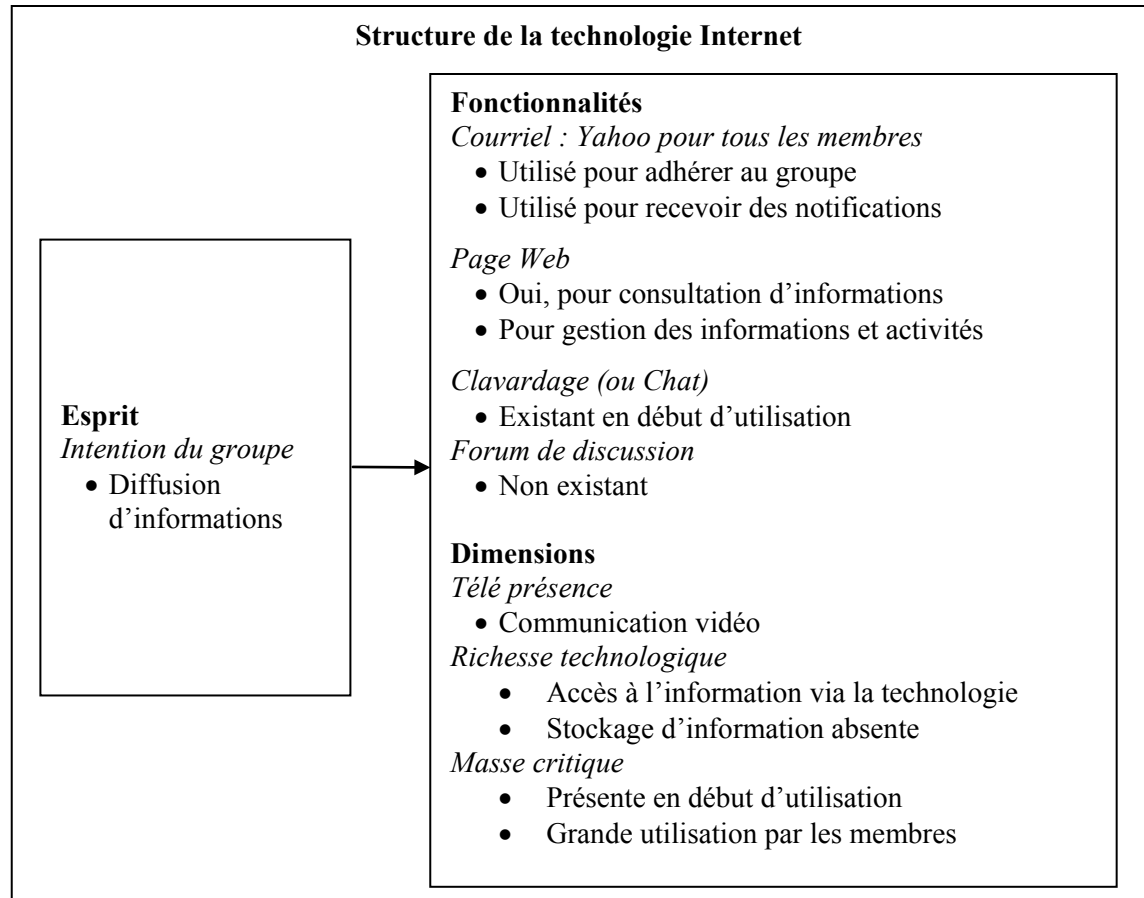 Structure de la technologie Internet
Esprit
Intention du groupe
• Diffusion
d’informations
Fonctionnalités
Courriel : Yahoo pour tous les membres
• Utilisé pour adhérer au groupe
• Utilisé pour recevoir des notifications
Page Web
• Oui, pour consultation d’informations
• Pour gestion des informations et activités
Clavardage (ou Chat)
• Existant en début d’utilisation
Forum de discussion
• Non existant
Dimensions
Télé présence
• Communication vidéo
Richesse technologique
• Accès à l’information via la technologie
• Stockage d’information absente
Masse critique
• Présente en début d’utilisation
• Grande utilisation par les membres